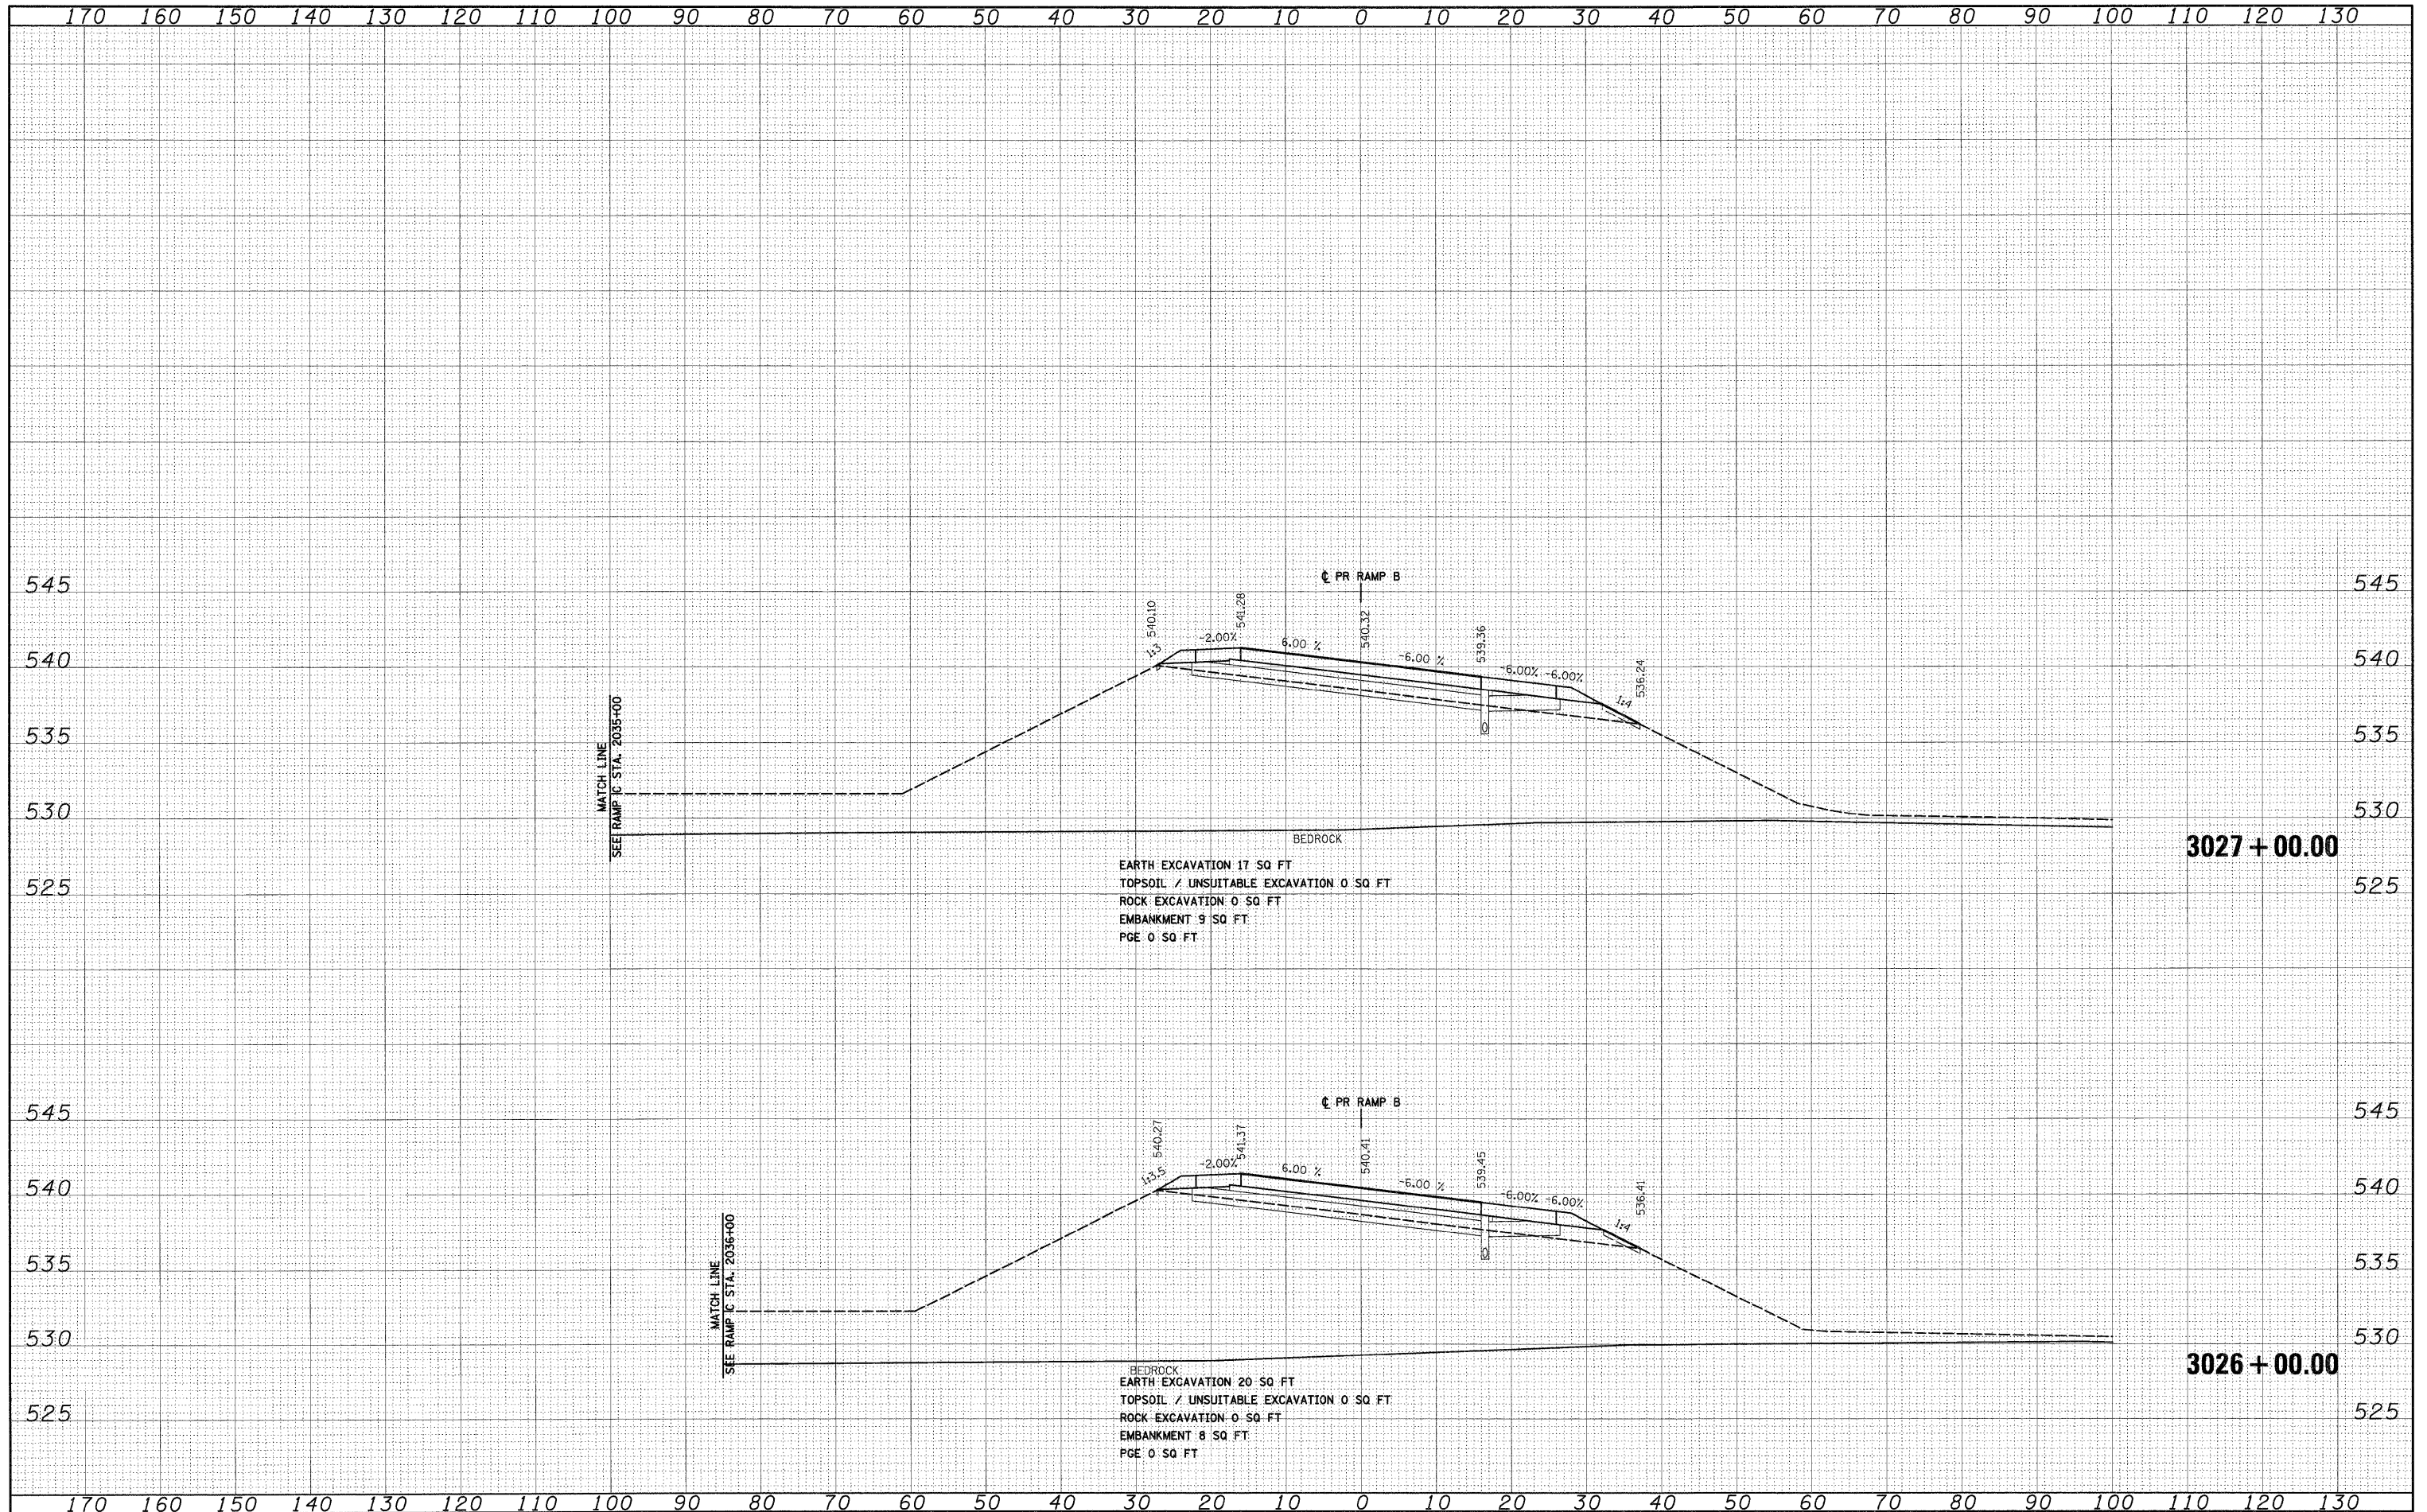 170 160 150 140 130 120 110 100 90 80 70 60 50 40 30 20 10 0 10 20 30 40 50 60 70 80 90 100 110 120 130
℄ PR RAMP B
545 545
540.10 541.28 540.32 539.36 536.24
1:3 -2.00% 6.00 % -6.00 % -6.00% -6.00% 1:4
540 540
535 535
MATCH LINE
SEE RAMP C STA. 2035+00
530 530
BEDROCK
3027+00.00
EARTH EXCAVATION 17 SQ FT
TOPSOIL / UNSUITABLE EXCAVATION 0 SQ FT
ROCK EXCAVATION 0 SQ FT
EMBANKMENT 9 SQ FT
PGE 0 SQ FT
525 525
℄ PR RAMP B
545 545
540.27 541.37 540.41 539.45 536.41
1:3.5 -2.00% 6.00 % -6.00 % -6.00% -6.00% 1:4
540 540
535 535
MATCH LINE
SEE RAMP C STA. 2036+00
530 530
BEDROCK
3026+00.00
EARTH EXCAVATION 20 SQ FT
TOPSOIL / UNSUITABLE EXCAVATION 0 SQ FT
ROCK EXCAVATION 0 SQ FT
EMBANKMENT 8 SQ FT
PGE 0 SQ FT
525 525
170 160 150 140 130 120 110 100 90 80 70 60 50 40 30 20 10 0 10 20 30 40 50 60 70 80 90 100 110 120 130